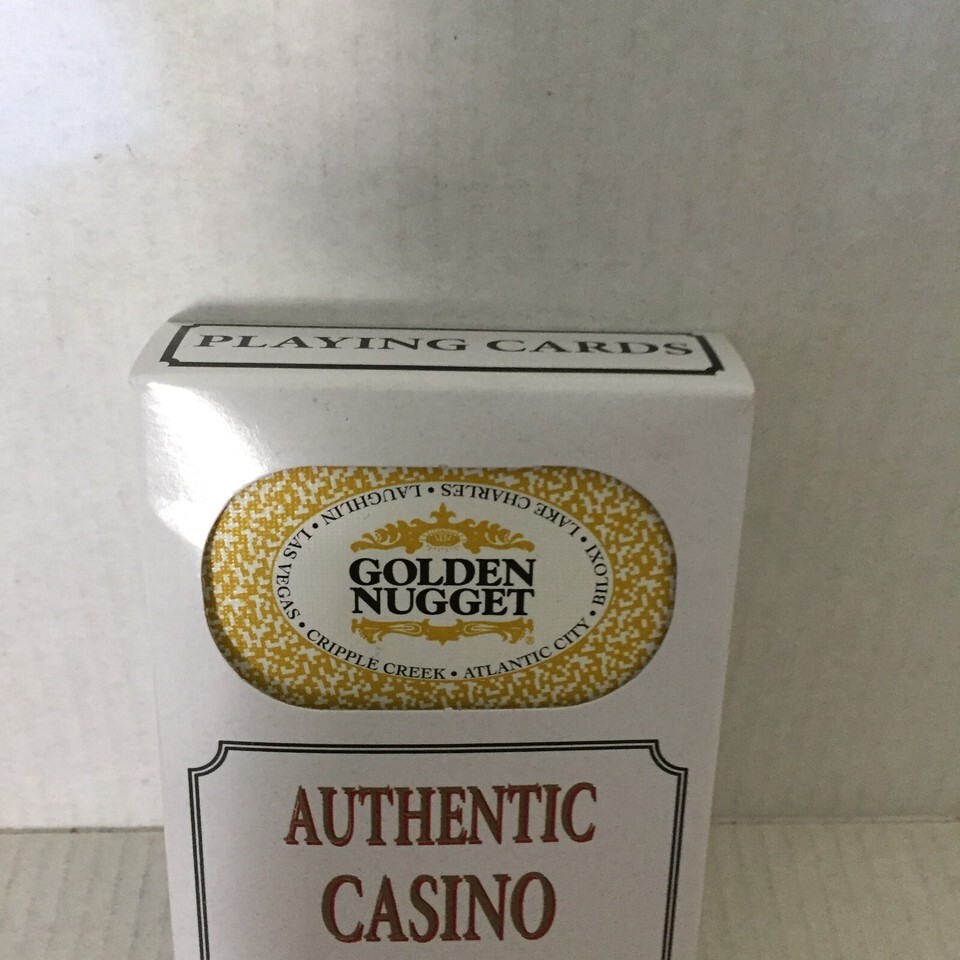 PLAYING CARDS
LAS VEGAS • LAUGHLIN • LAKE CHARLES • BILOXI • ATLANTIC CITY • CRIPPLE CREEK •
GOLDEN
NUGGET
®
AUTHENTIC
CASINO